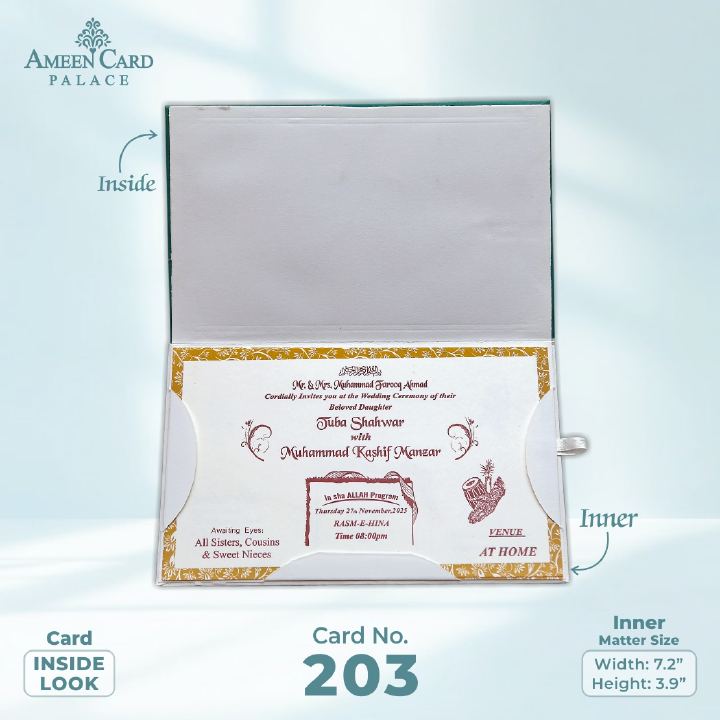 AMEEN CARD
PALACE
Inside
Mr. & Mrs. Muhammad Farooq Ahmad
Cordially Invites you at the Wedding Ceremony of their
Beloved Daughter
Tuba Shahwar
with
Muhammad Kashif Manzar
In sha ALLAH Program
Thursday 27th November,2025
RASM-E-HINA
Time 08:00pm
Awaiting Eyes:
All Sisters, Cousins
& Sweet Nieces
VENUE
AT HOME
Inner
Card
INSIDE
LOOK
Card No.
203
Inner
Matter Size
Width: 7.2”
Height: 3.9”